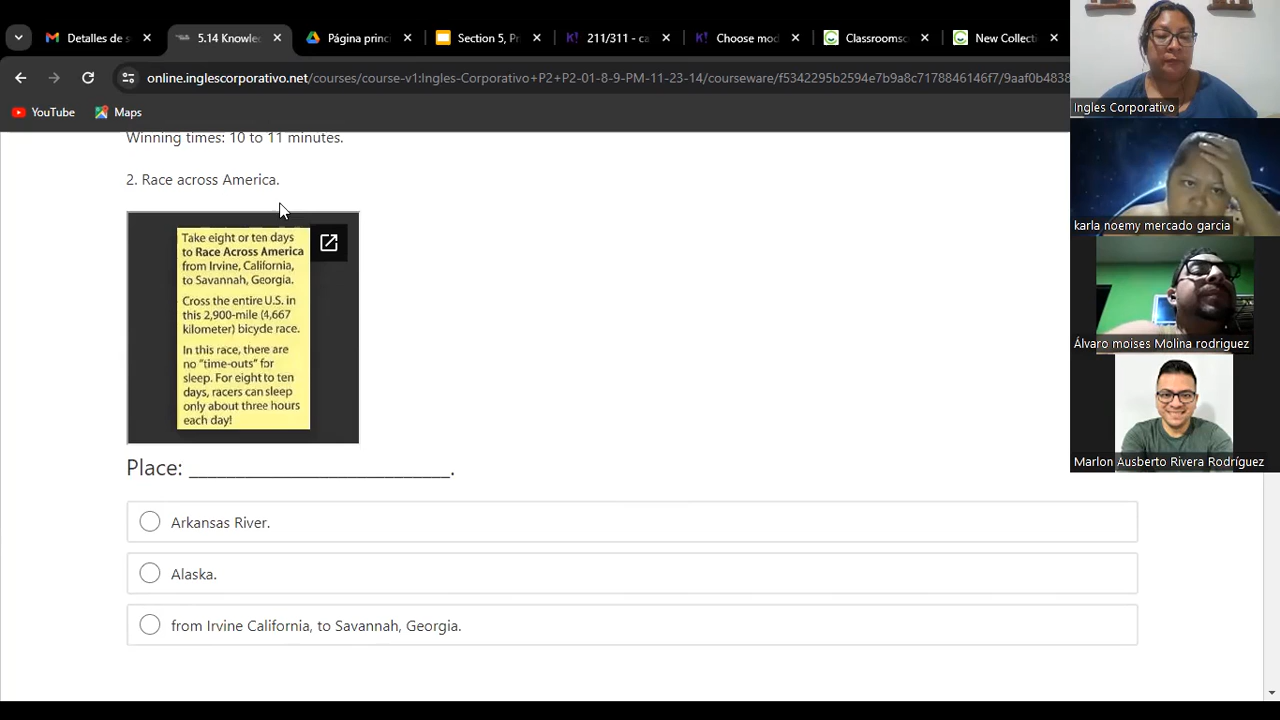 Detalles de s
5.14 Knowle
Página princ
Section 5, Pr
211/311 - ca
Choose mod
Classroomsc
New Collecti
online.inglescorporativo.net/courses/course-v1:Ingles-Corporativo+P2+P2-01-8-9-PM-11-23-14/courseware/f5342295b2594e7b9a8c7178846146f7/9aaf0b4838
YouTube
Maps
Winning times: 10 to 11 minutes.
2. Race across America.
Take eight or ten days
to Race Across America
from Irvine, California,
to Savannah, Georgia.
Cross the entire U.S. in
this 2,900-mile (4,667
kilometer) bicycle race.
In this race, there are
no "time-outs" for
sleep. For eight to ten
days, racers can sleep
only about three hours
each day!
Place: ___________________________.
Arkansas River.
Alaska.
from Irvine California, to Savannah, Georgia.
Ingles Corporativo
karla noemy mercado garcia
Álvaro moises Molina rodriguez
Marlon Ausberto Rivera Rodríguez